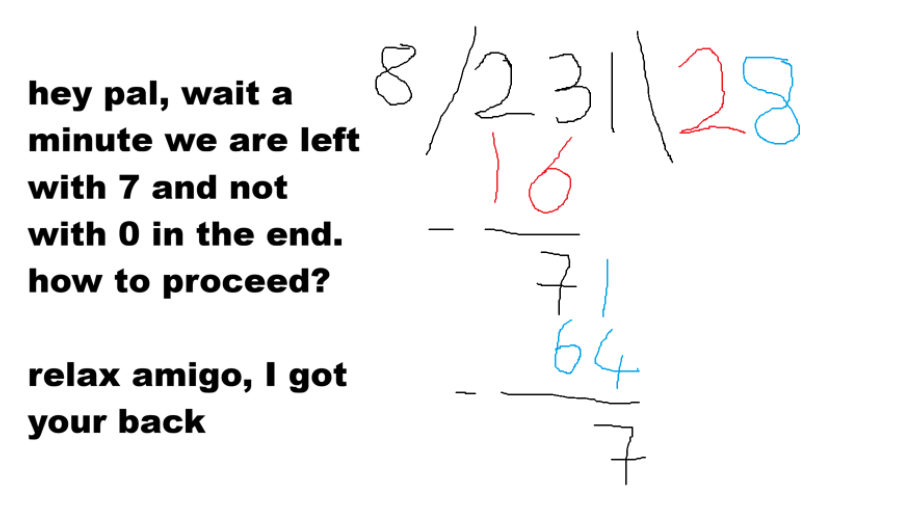 hey pal, wait a
minute we are left
with 7 and not
with 0 in the end.
how to proceed?
relax amigo, I got
your back
8/231\28
16
-
71
64
-
7